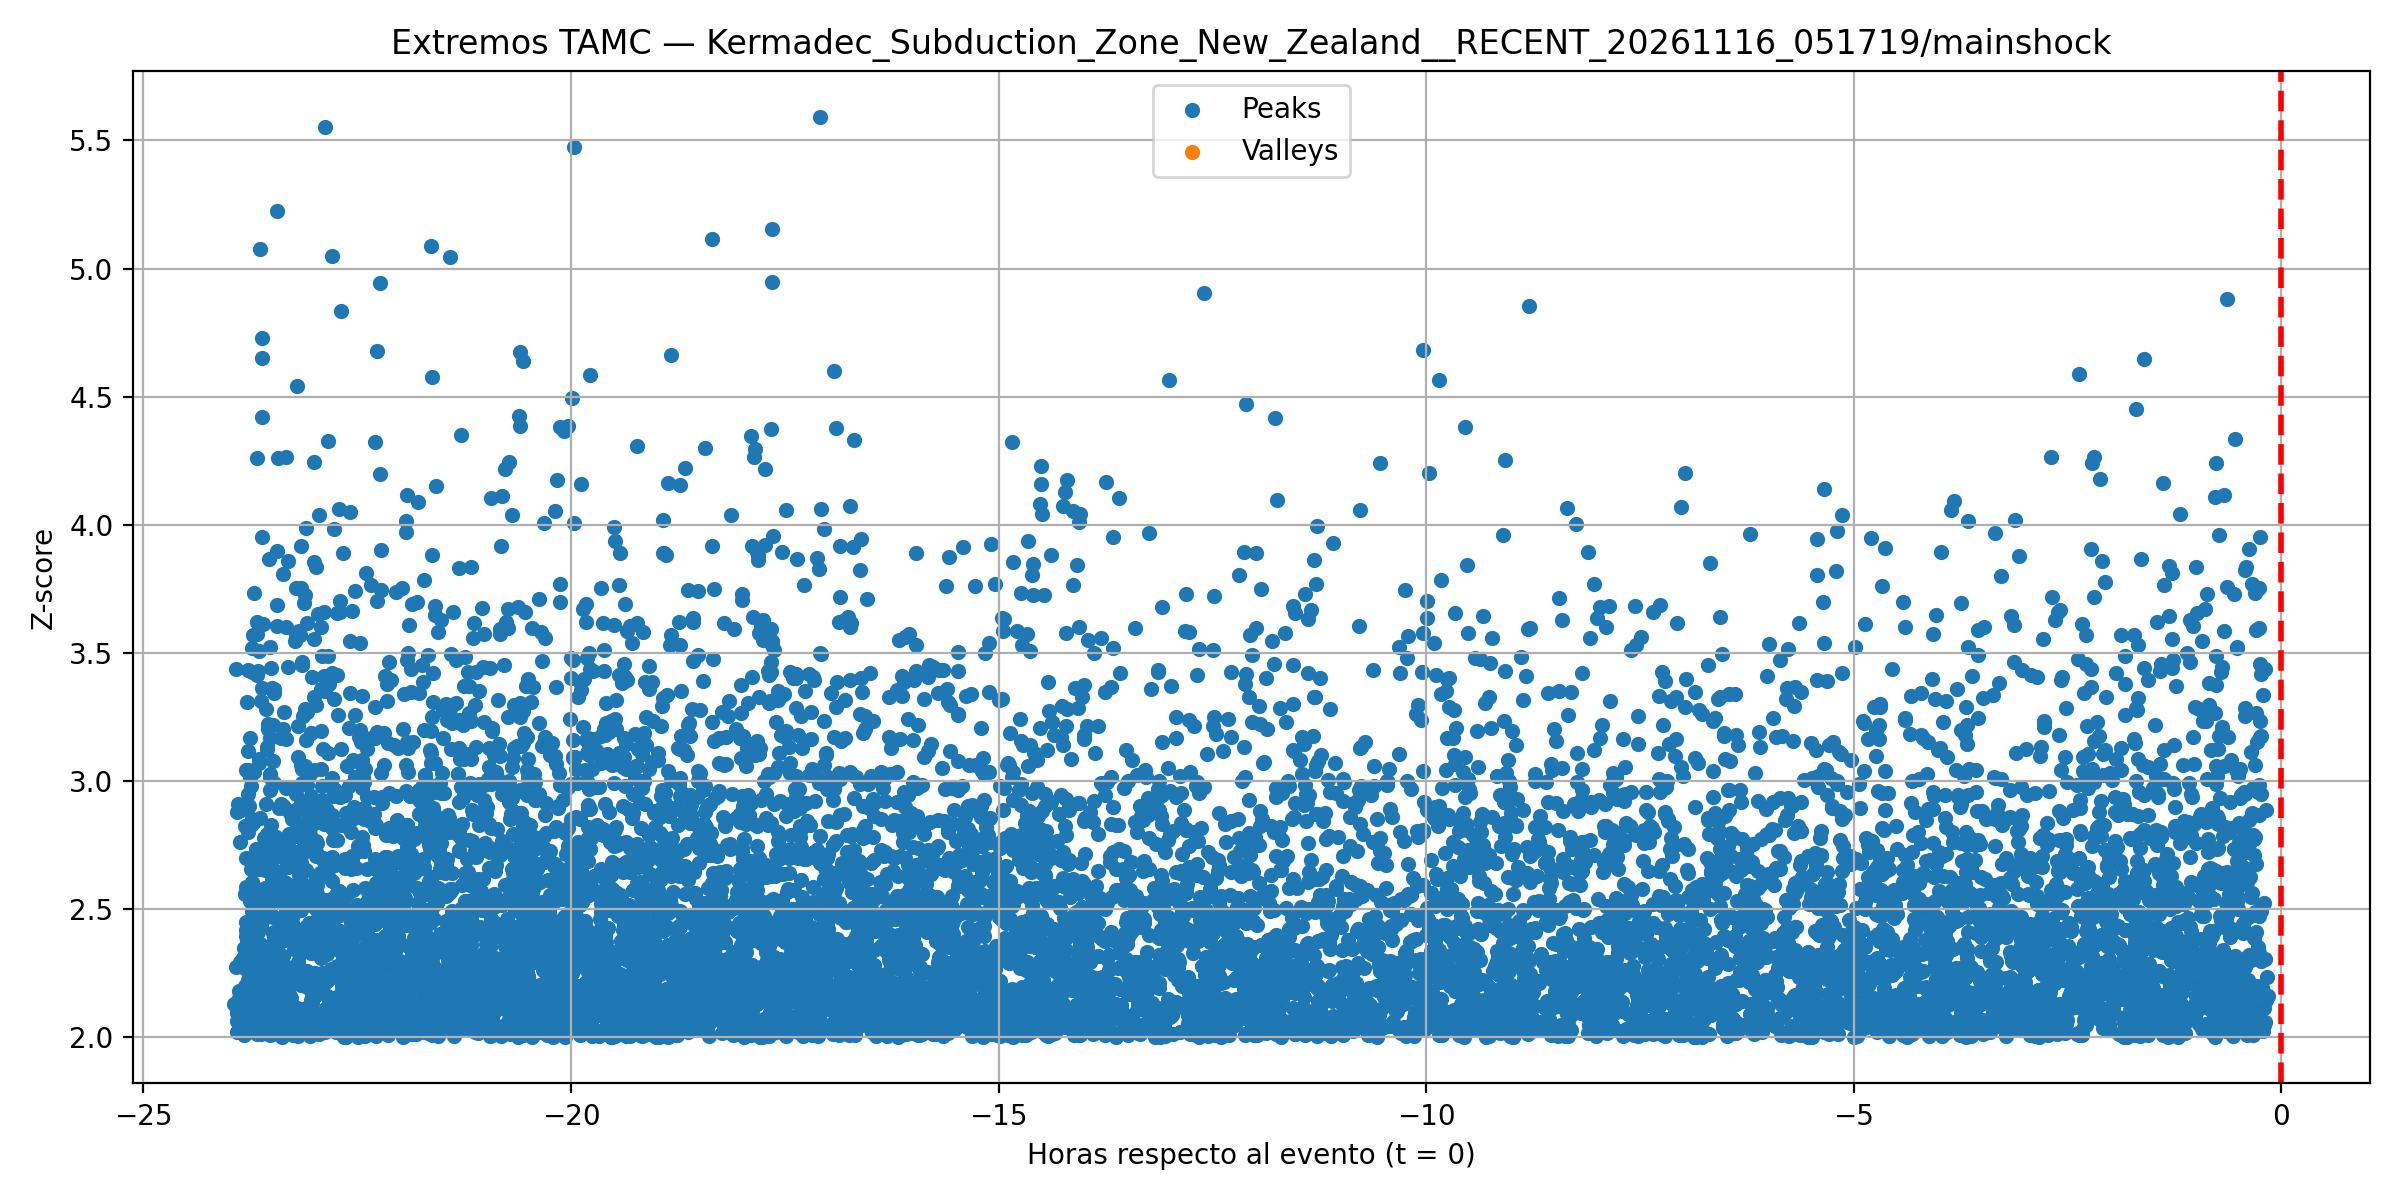 Extremos TAMC — Kermadec_Subduction_Zone_New_Zealand__RECENT_20261116_051719/mainshock
Peaks
Valleys
5.5
5.0
4.5
4.0
3.5
3.0
2.5
2.0
Z-score
−25
−20
−15
−10
−5
0
Horas respecto al evento (t = 0)